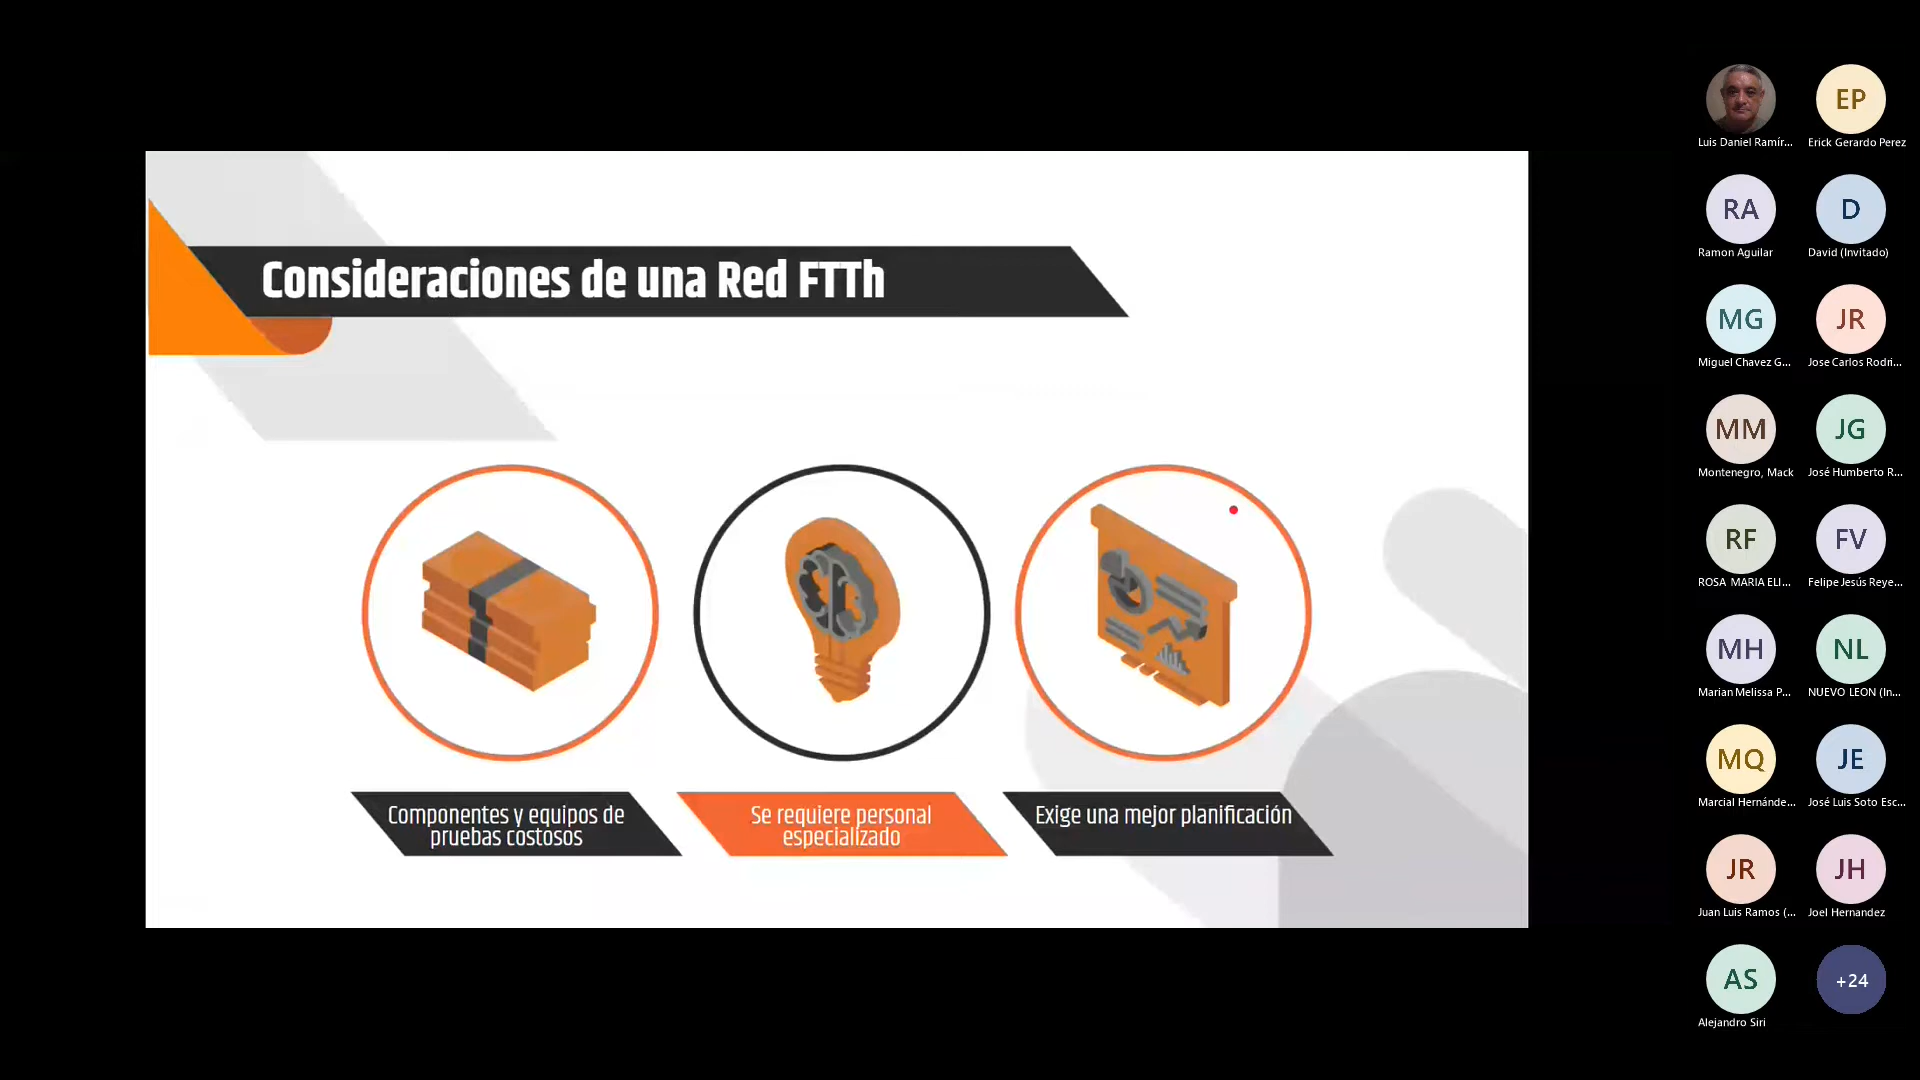 Consideraciones de una Red FTTh
Componentes y equipos de
pruebas costosos
Se requiere personal
especializado
Exige una mejor planificación
Luis Daniel Ramír...
EP
Erick Gerardo Perez
RA
Ramon Aguilar
D
David (Invitado)
MG
Miguel Chavez G...
JR
Jose Carlos Rodri...
MM
Montenegro, Mack
JG
José Humberto R...
RF
ROSA MARIA ELI...
FV
Felipe Jesús Reye...
MH
Marian Melissa P...
NL
NUEVO LEON (In...
MQ
Marcial Hernánde...
JE
José Luis Soto Esc...
JR
Juan Luis Ramos (...
JH
Joel Hernandez
AS
Alejandro Siri
+24